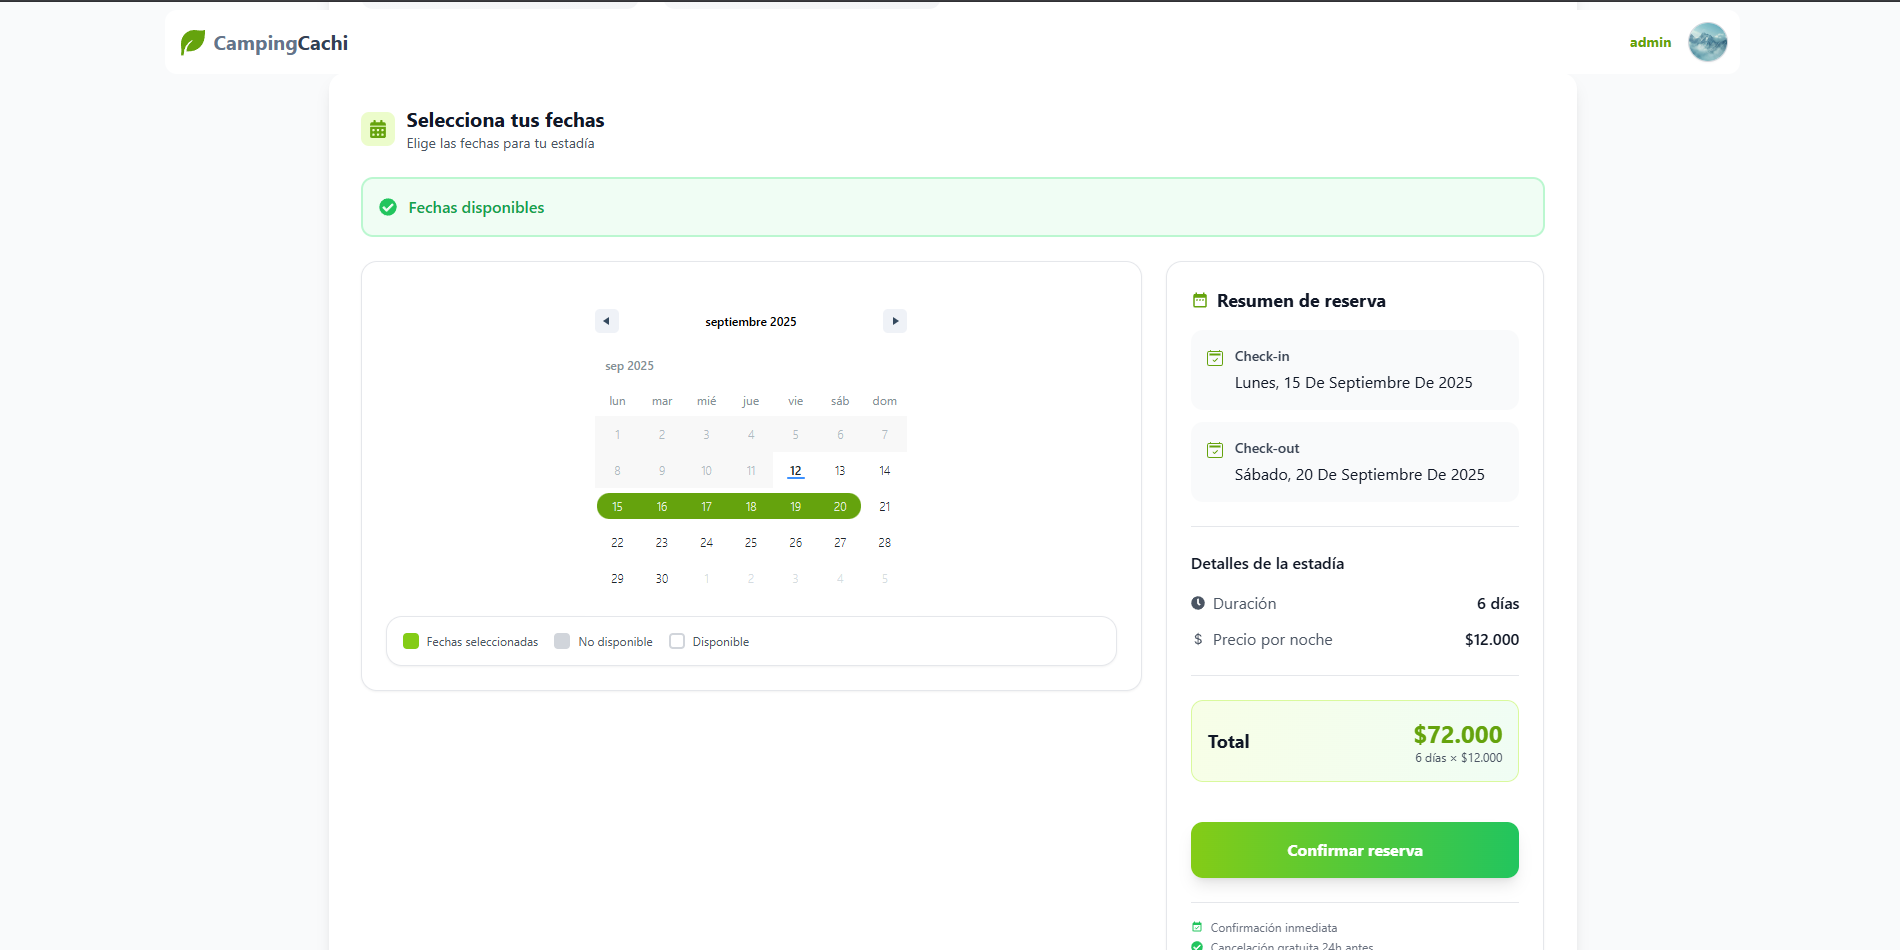 CampingCachi
admin
Selecciona tus fechas
Elige las fechas para tu estadía
Fechas disponibles
septiembre 2025
sep 2025
lun mar mié jue vie sáb dom
1 2 3 4 5 6 7
8 9 10 11 12 13 14
15 16 17 18 19 20 21
22 23 24 25 26 27 28
29 30 1 2 3 4 5
Fechas seleccionadas No disponible Disponible
Resumen de reserva
Check-in
Lunes, 15 De Septiembre De 2025
Check-out
Sábado, 20 De Septiembre De 2025
Detalles de la estadía
Duración 6 días
$ Precio por noche $12.000
Total $72.000
6 días × $12.000
Confirmar reserva
Confirmación inmediata
Cancelación gratuita 24h antes